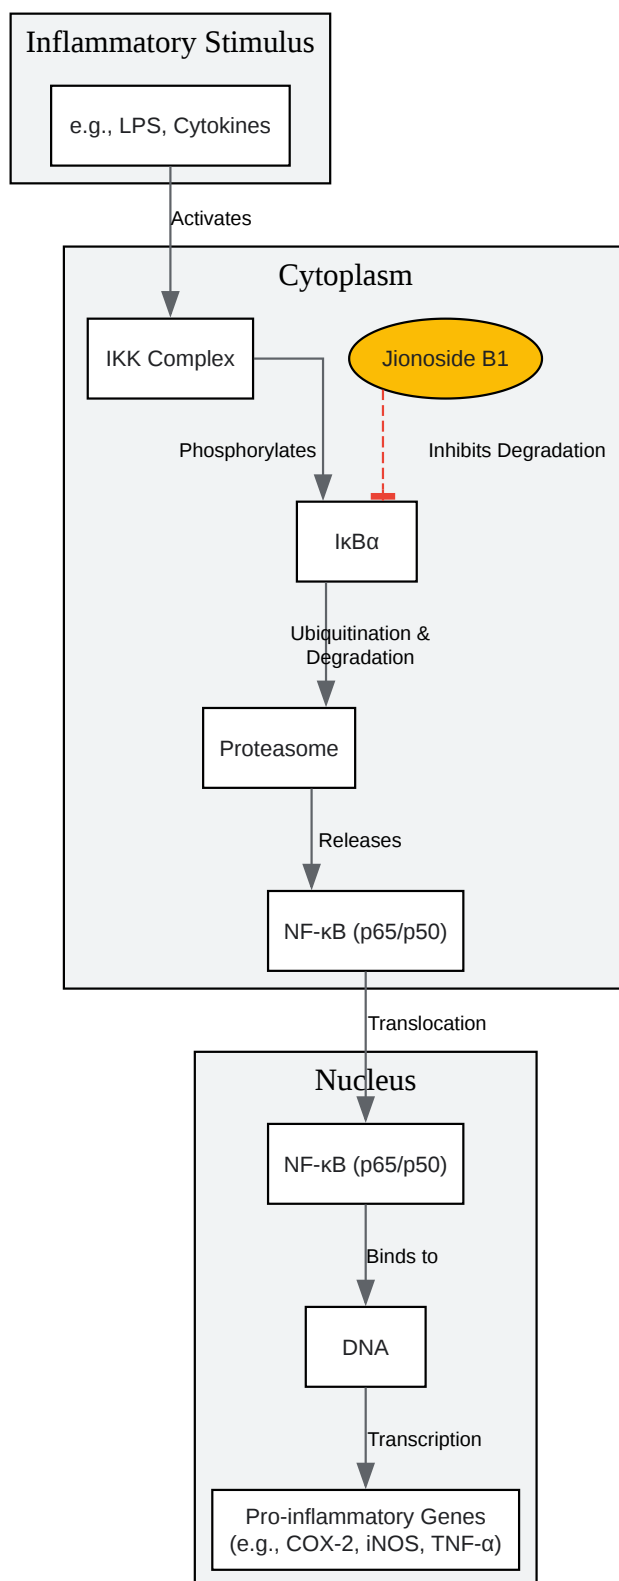 Inflammatory Stimulus
e.g., LPS, Cytokines
Activates
Cytoplasm
IKK Complex
Jionoside B1
Phosphorylates
Inhibits Degradation
IκBα
Ubiquitination &
Degradation
Proteasome
Releases
NF-κB (p65/p50)
Translocation
Nucleus
NF-κB (p65/p50)
Binds to
DNA
Transcription
Pro-inflammatory Genes
(e.g., COX-2, iNOS, TNF-α)